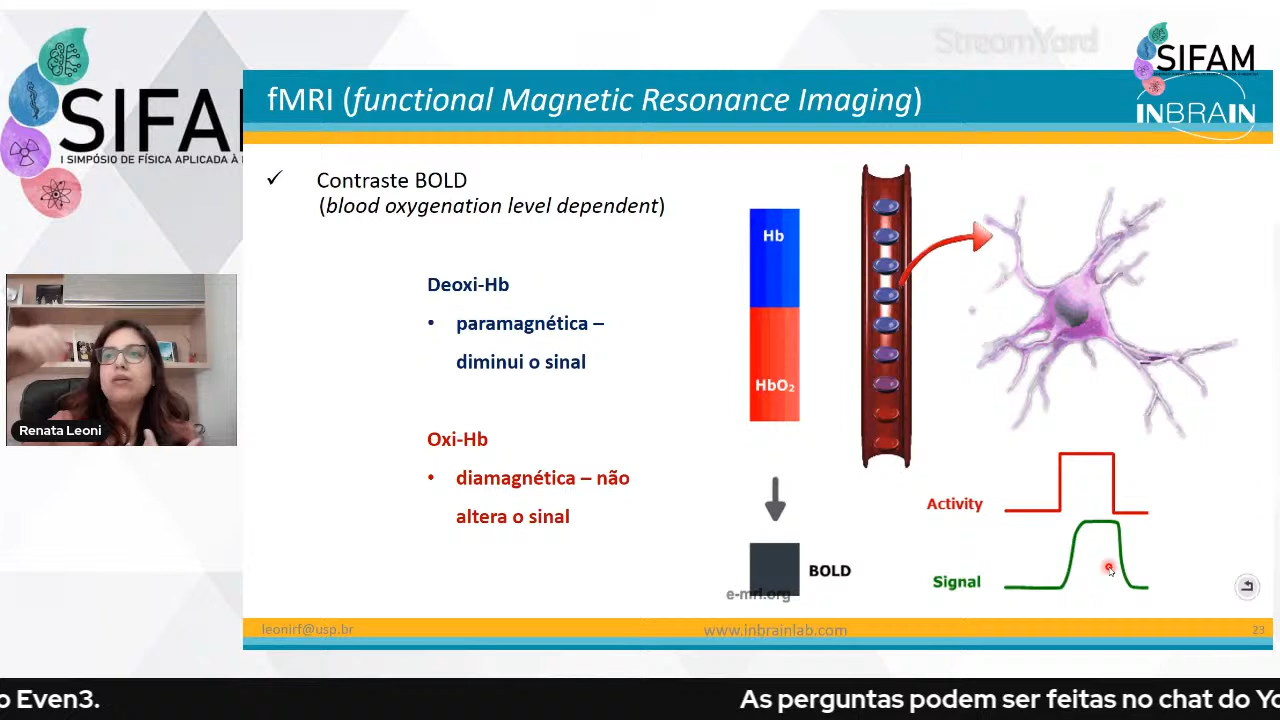 StreamYard
SIFAM
SIFA
I SIMPÓSIO DE FÍSICA APLICADA À
INBRAIN
fMRI (functional Magnetic Resonance Imaging)
✓ Contraste BOLD
(blood oxygenation level dependent)
Deoxi-Hb
• paramagnética –
diminui o sinal
Oxi-Hb
• diamagnética – não
altera o sinal
Hb
HbO₂
BOLD
e-mri.org
Activity
Signal
Renata Leoni
leonirf@usp.br
www.inbrainlab.com
23
o Even3.
As perguntas podem ser feitas no chat do Yo